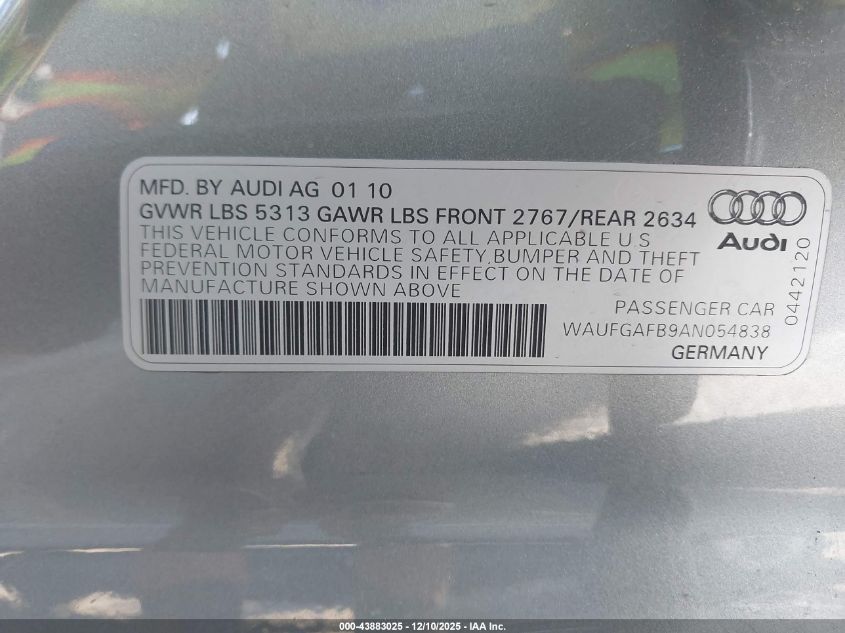 MFD. BY AUDI AG 01 10
GVWR LBS 5313 GAWR LBS FRONT 2767/REAR 2634
THIS VEHICLE CONFORMS TO ALL APPLICABLE U.S
FEDERAL MOTOR VEHICLE SAFETY, BUMPER AND THEFT
PREVENTION STANDARDS IN EFFECT ON THE DATE OF
MANUFACTURE SHOWN ABOVE
Audi
0442120
PASSENGER CAR
WAUFGAFB9AN054838
GERMANY
000-43883025 - 12/10/2025 - IAA Inc.